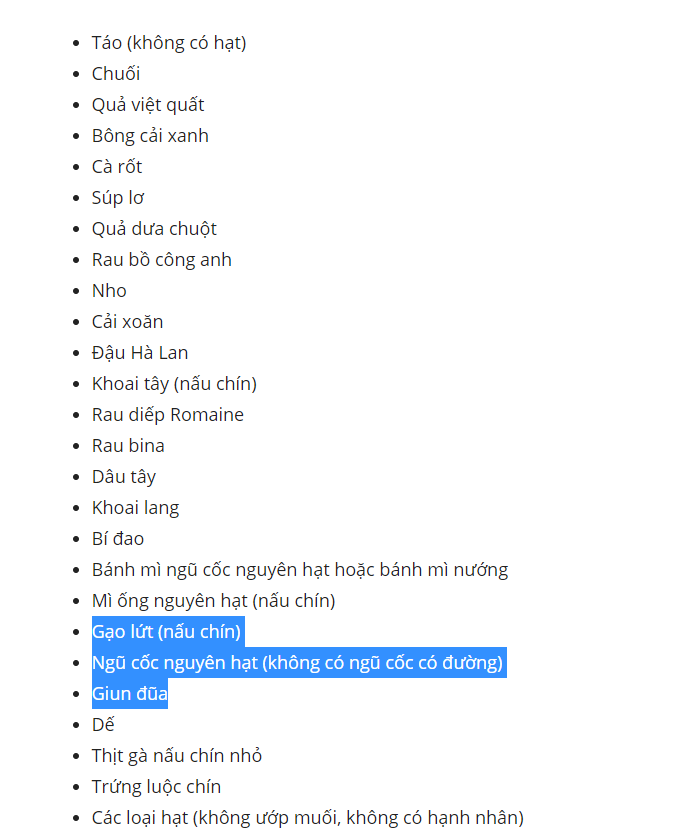 Táo (không có hạt)
Chuối
Quả việt quất
Bông cải xanh
Cà rốt
Súp lơ
Quả dưa chuột
Rau bồ công anh
Nho
Cải xoăn
Đậu Hà Lan
Khoai tây (nấu chín)
Rau diếp Romaine
Rau bina
Dâu tây
Khoai lang
Bí đao
Bánh mì ngũ cốc nguyên hạt hoặc bánh mì nướng
Mì ống nguyên hạt (nấu chín)
Gạo lứt (nấu chín)
Ngũ cốc nguyên hạt (không có ngũ cốc có đường)
Giun đũa
Dế
Thịt gà nấu chín nhỏ
Trứng luộc chín
Các loại hạt (không ướp muối, không có hạnh nhân)